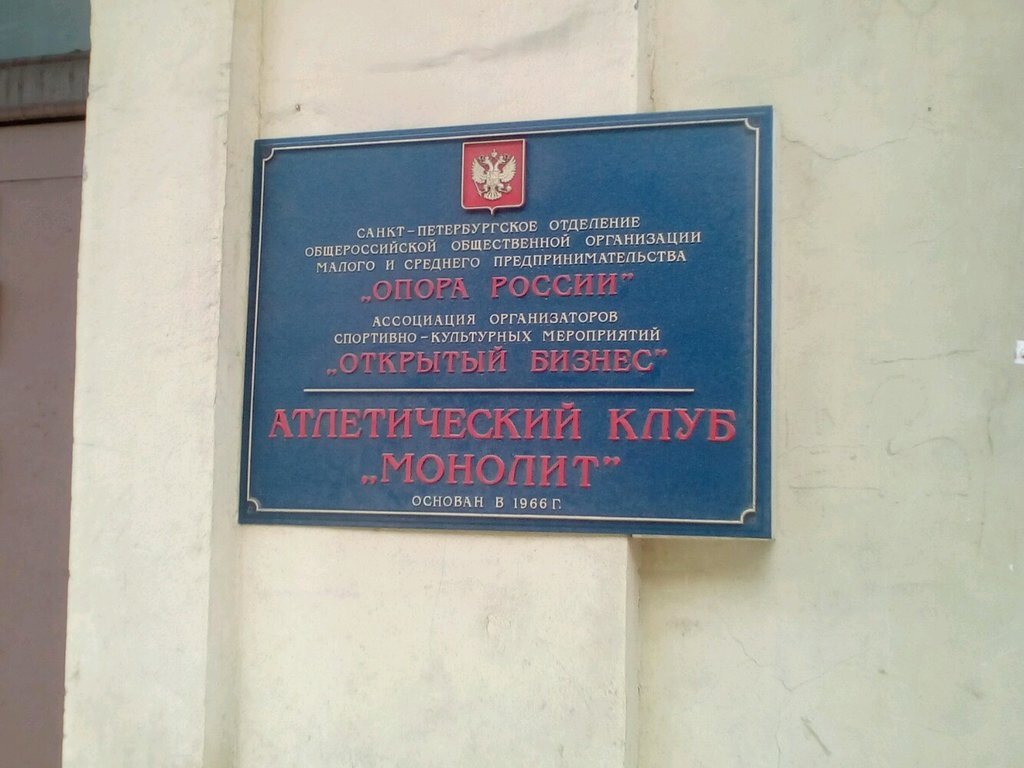 САНКТ-ПЕТЕРБУРГСКОЕ ОТДЕЛЕНИЕ
ОБЩЕРОССИЙСКОЙ ОБЩЕСТВЕННОЙ ОРГАНИЗАЦИИ
МАЛОГО И СРЕДНЕГО ПРЕДПРИНИМАТЕЛЬСТВА
„ОПОРА РОССИИ”
АССОЦИАЦИЯ ОРГАНИЗАТОРОВ
СПОРТИВНО-КУЛЬТУРНЫХ МЕРОПРИЯТИЙ
„ОТКРЫТЫЙ БИЗНЕС”
АТЛЕТИЧЕСКИЙ КЛУБ
„МОНОЛИТ”
ОСНОВАН В 1966 Г.